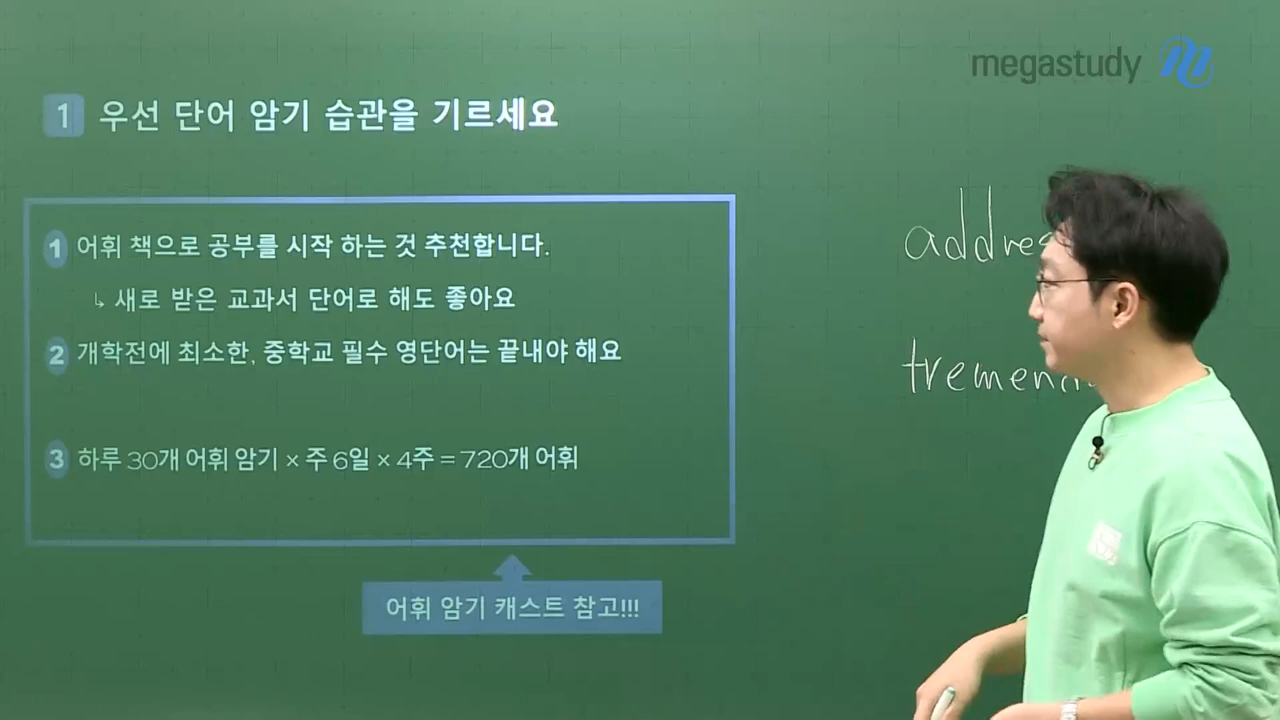 megastudy
1 우선 단어 암기 습관을 기르세요
1 어휘 책으로 공부를 시작 하는 것 추천합니다.
↳ 새로 받은 교과서 단어로 해도 좋아요
2 개학전에 최소한, 중학교 필수 영단어는 끝내야 해요
3 하루 30개 어휘 암기 × 주 6일 × 4주 = 720개 어휘
어휘 암기 캐스트 참고!!!